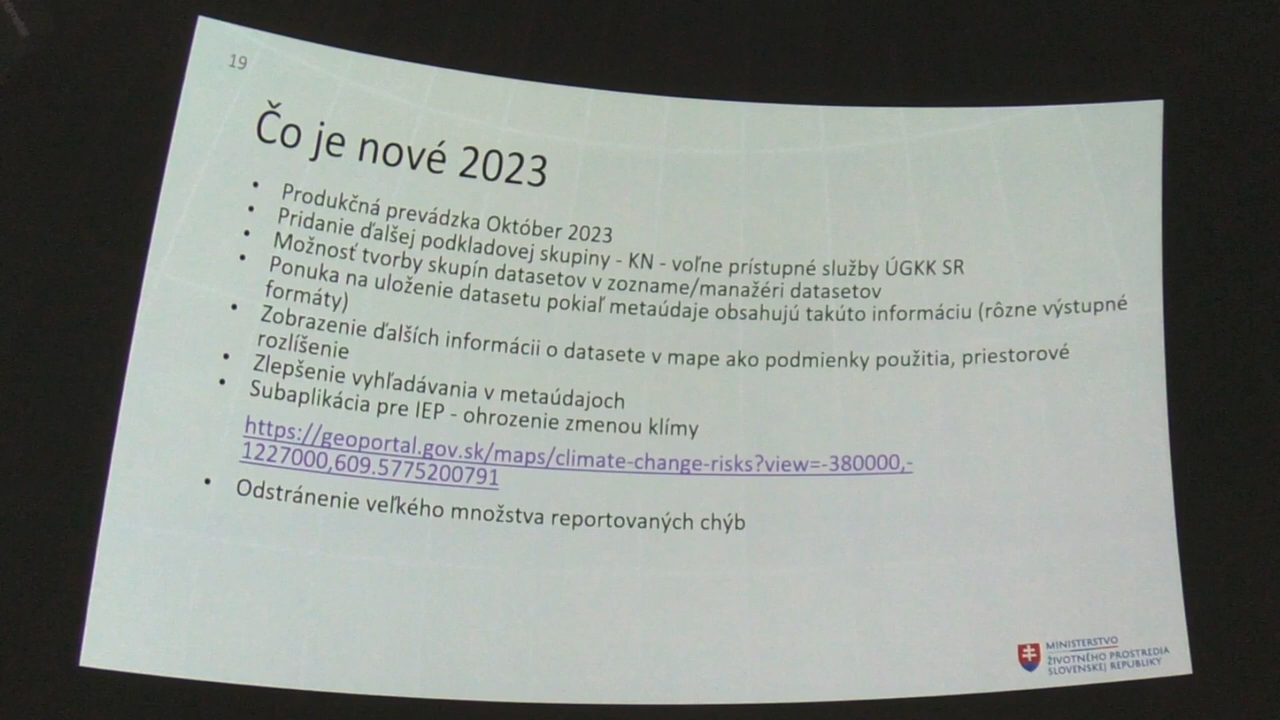 19
Čo je nové 2023
• Produkčná prevádzka Október 2023
• Pridanie ďalšej podkladovej skupiny - KN - voľne prístupné služby ÚGKK SR
• Možnosť tvorby skupín datasetov v zozname/manažéri datasetov
• Ponuka na uloženie datasetu pokiaľ metaúdaje obsahujú takúto informáciu (rôzne výstupné
formáty)
• Zobrazenie ďalších informácii o datasete v mape ako podmienky použitia, priestorové
rozlíšenie
• Zlepšenie vyhľadávania v metaúdajoch
• Subaplikácia pre IEP - ohrozenie zmenou klímy
https://geoportal.gov.sk/maps/climate-change-risks?view=-380000,-
1227000,609.5775200791
• Odstránenie veľkého množstva reportovaných chýb
MINISTERSTVO
ŽIVOTNÉHO PROSTREDIA
SLOVENSKEJ REPUBLIKY